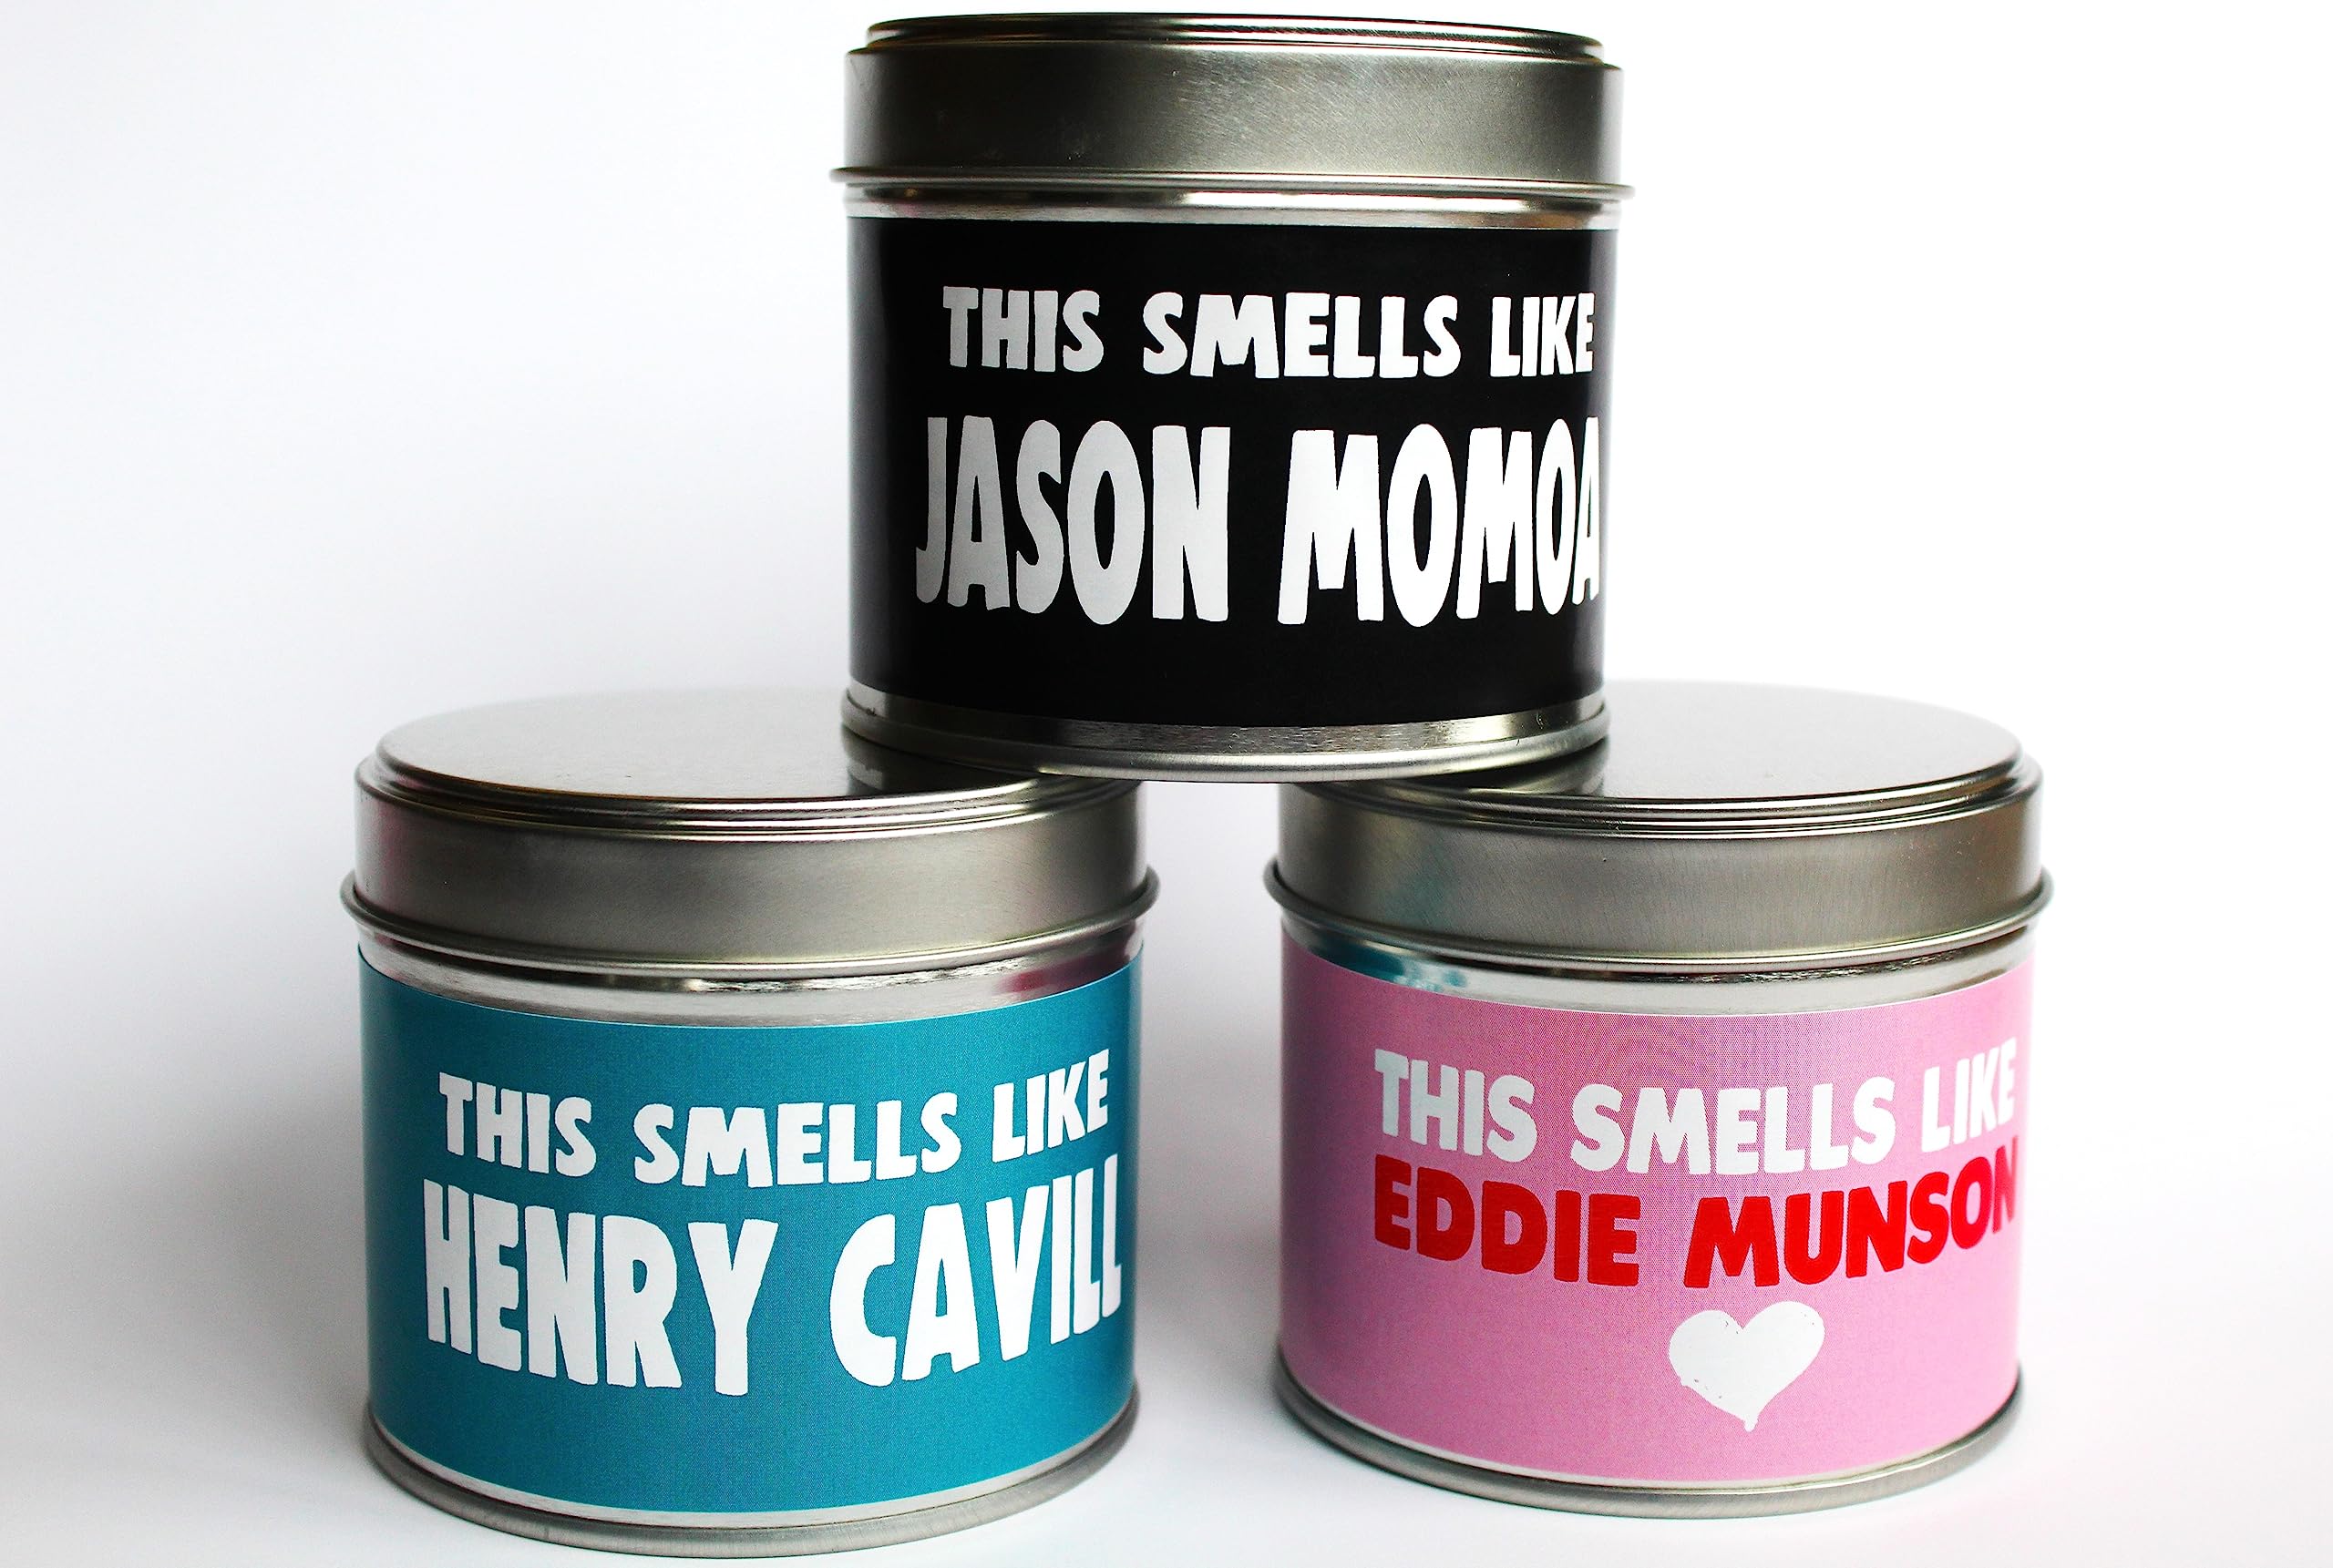 THIS SMELLS LIKE
JASON MOMOA
THIS SMELLS LIKE
HENRY CAVILL
THIS SMELLS LIKE
EDDIE MUNSON